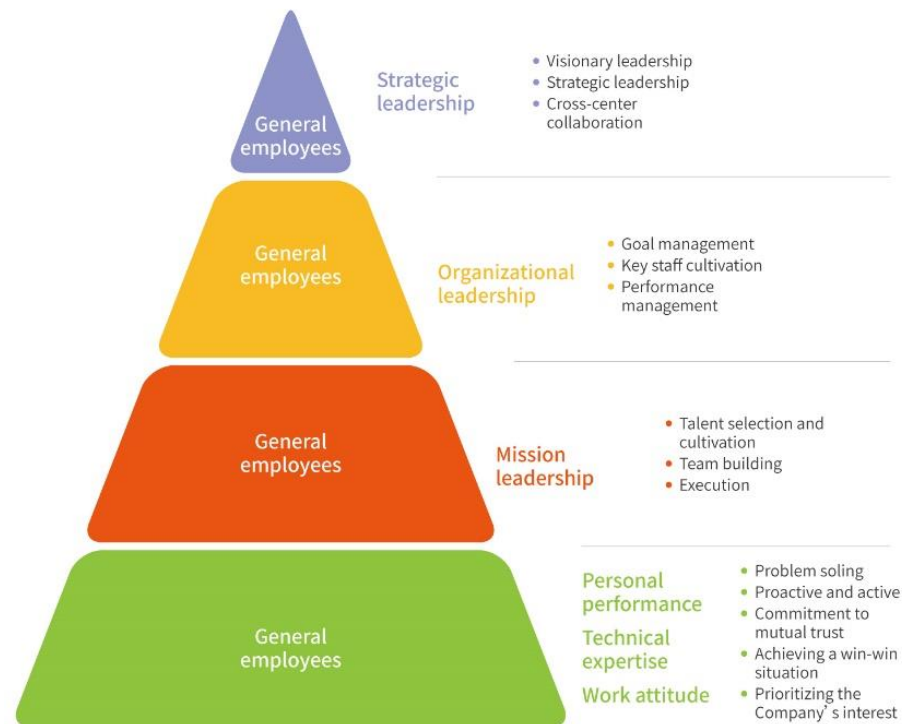 General
employees
Strategic
leadership
• Visionary leadership
• Strategic leadership
• Cross-center
collaboration
General
employees
Organizational
leadership
• Goal management
• Key staff cultivation
• Performance
management
General
employees
Mission
leadership
• Talent selection and
cultivation
• Team building
• Execution
General
employees
Personal
performance
Technical
expertise
Work attitude
• Problem soling
• Proactive and active
• Commitment to
mutual trust
• Achieving a win-win
situation
• Prioritizing the
Company’s interest